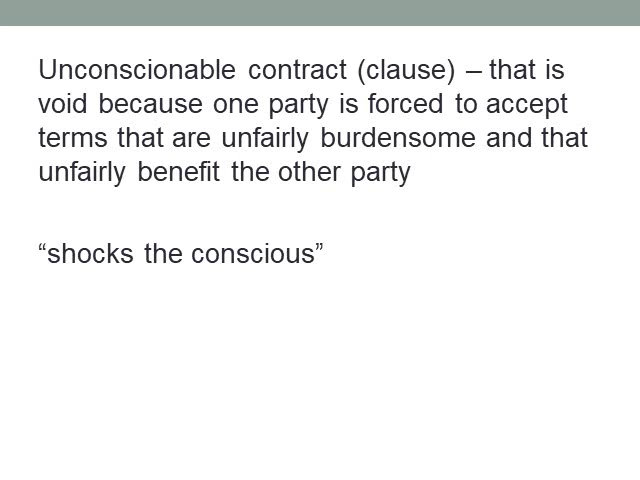 Unconscionable contract (clause) – that is
void because one party is forced to accept
terms that are unfairly burdensome and that
unfairly benefit the other party
“shocks the conscious”